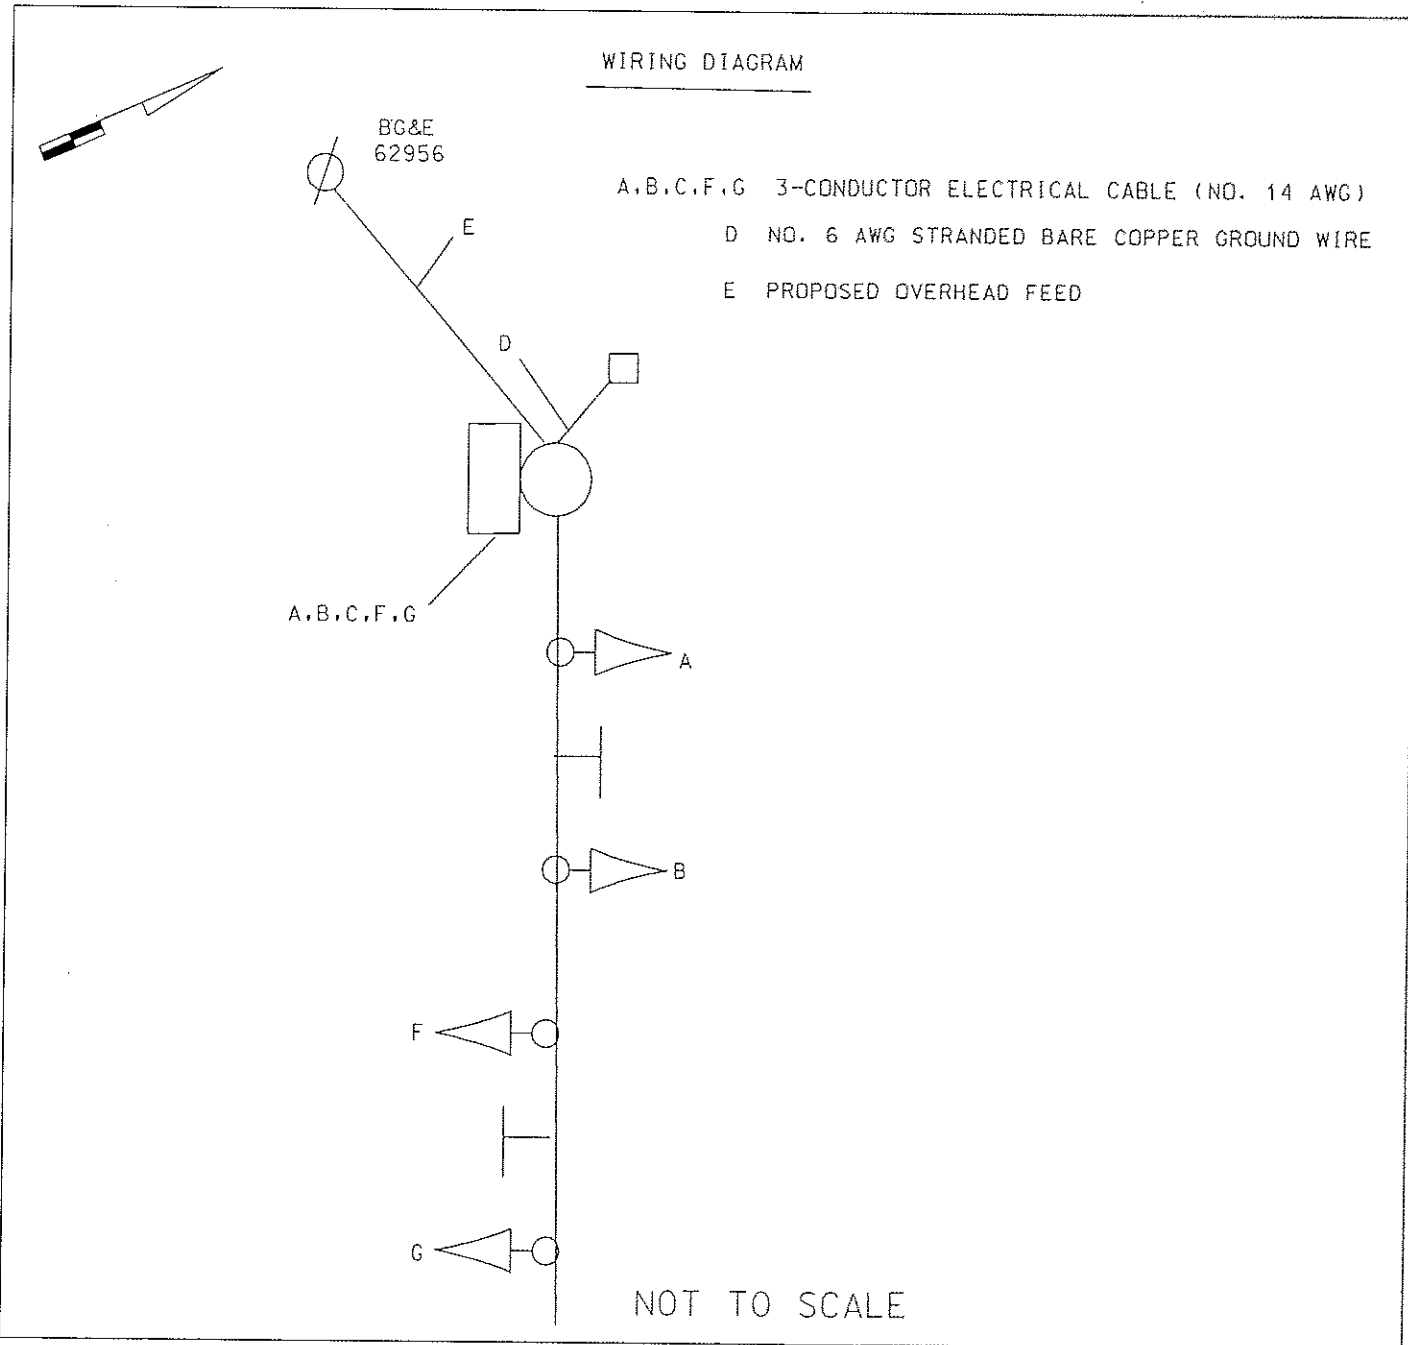 WIRING DIAGRAM
BG&E
62956
A,B,C,F,G 3-CONDUCTOR ELECTRICAL CABLE (NO. 14 AWG)
D NO. 6 AWG STRANDED BARE COPPER GROUND WIRE
E PROPOSED OVERHEAD FEED
E
D
A,B,C,F,G
A
B
F
G
NOT TO SCALE